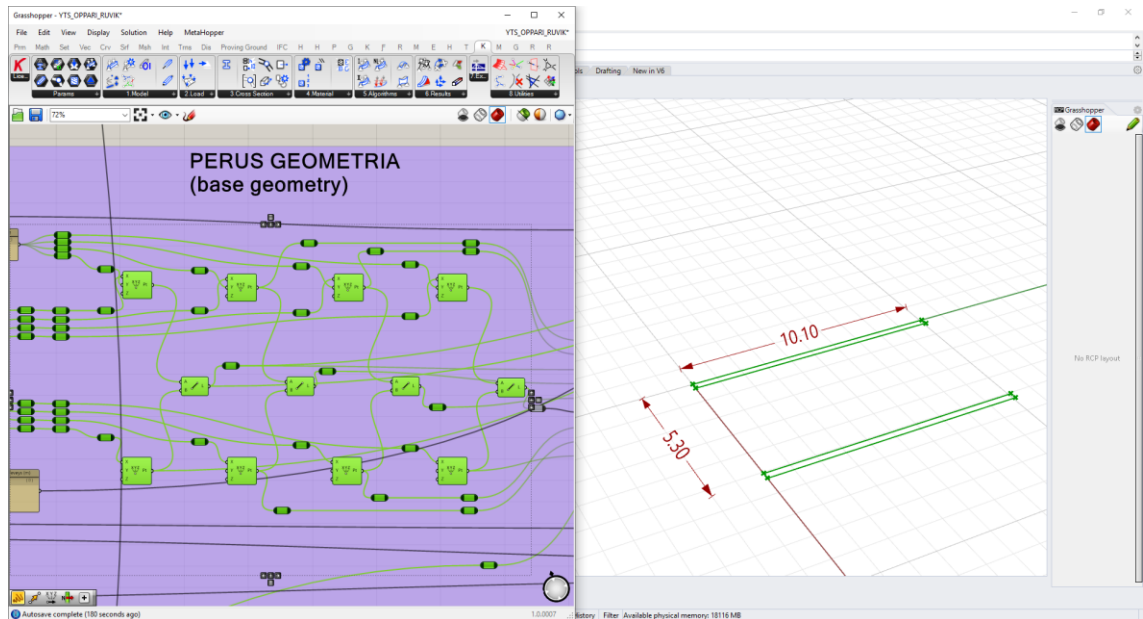 Grasshopper - YTS_OPPARI_RUVIK*
File Edit View Display Solution Help MetaHopper YTS_OPPARI_RUVIK*
Prm Math Set Vec Crv Srf Msh Int Trns Dis Proving Ground IFC H H P G K F R M E H T K M G R R
Params 1.Model 2.Load 3.Cross Section 4.Material 5.Algorithms 6.Results 7.Ex... 8.Utilities
Drafting New in V6
72%
Grasshopper
PERUS GEOMETRIA
(base geometry)
10.10
5.30
No RCP layout
Autosave complete (180 seconds ago) 1.0.0007
History Filter Available physical memory: 18116 MB